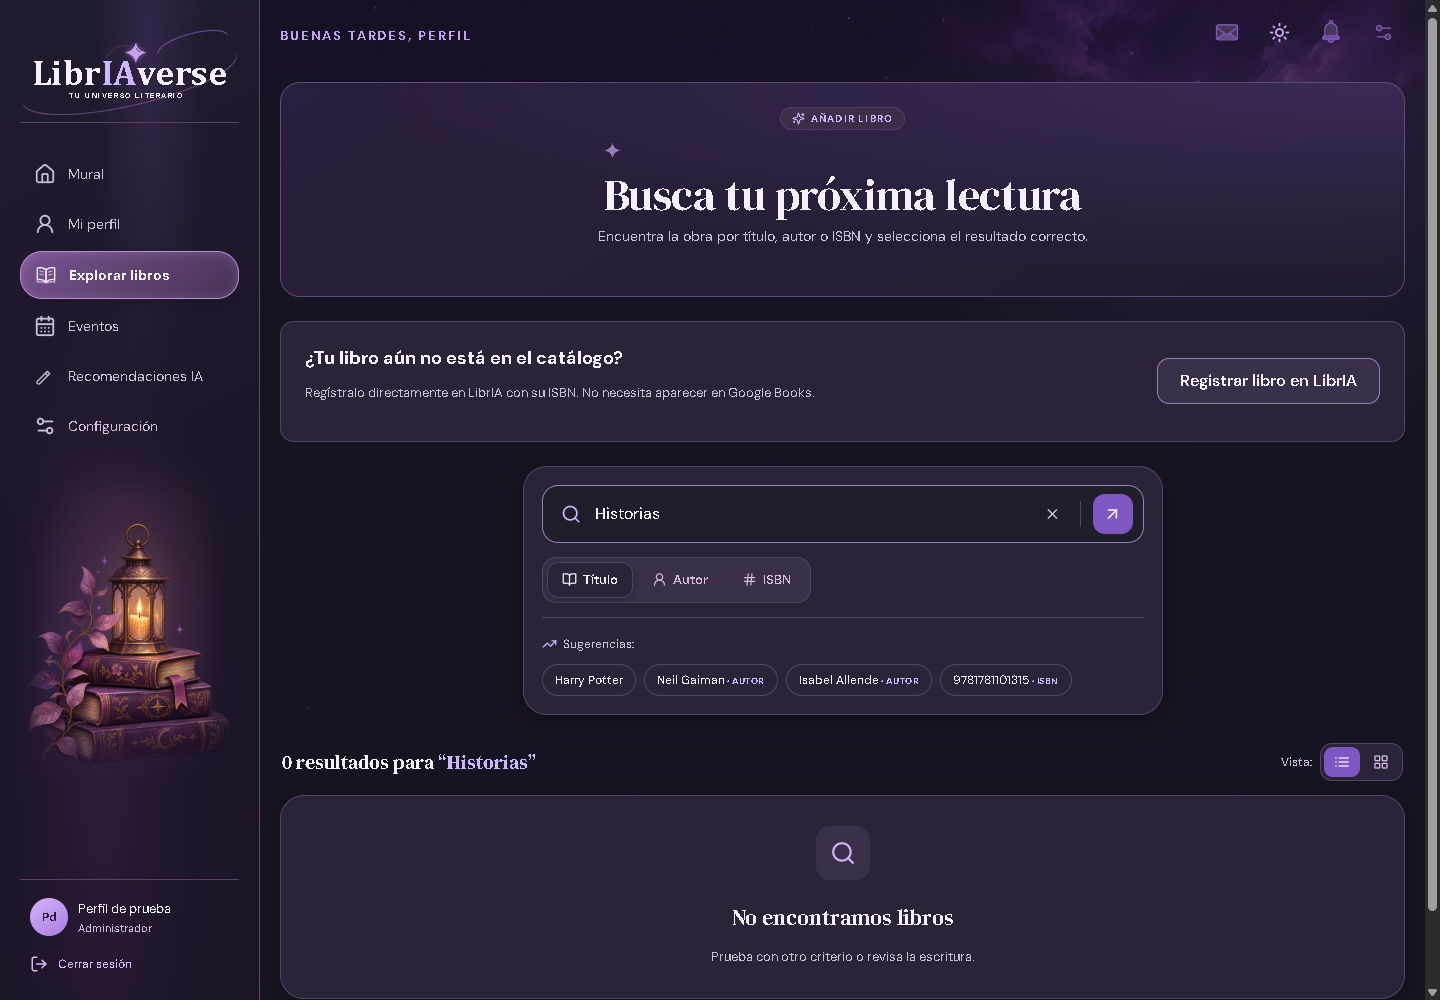 LibrIAverse
TU UNIVERSO LITERARIO
Mural
Mi perfil
Explorar libros
Eventos
Recomendaciones IA
Configuración
Pd
Perfil de prueba
Administrador
Cerrar sesión
BUENAS TARDES, PERFIL
AÑADIR LIBRO
Busca tu próxima lectura
Encuentra la obra por título, autor o ISBN y selecciona el resultado correcto.
¿Tu libro aún no está en el catálogo?
Regístralo directamente en LibrIA con su ISBN. No necesita aparecer en Google Books.
Registrar libro en LibrIA
Historias
Título
Autor
ISBN
Sugerencias:
Harry Potter
Neil Gaiman · AUTOR
Isabel Allende · AUTOR
9781781101315 · ISBN
0 resultados para “Historias”
Vista:
No encontramos libros
Prueba con otro criterio o revisa la escritura.